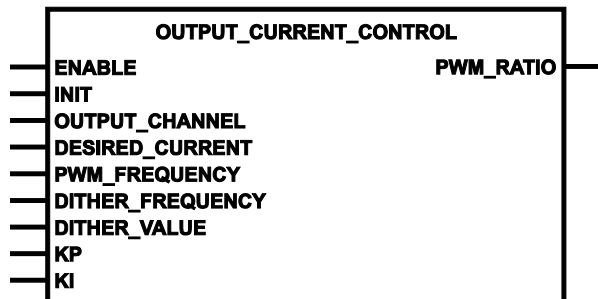 OUTPUT_CURRENT_CONTROL
ENABLE PWM_RATIO
INIT
OUTPUT_CHANNEL
DESIRED_CURRENT
PWM_FREQUENCY
DITHER_FREQUENCY
DITHER_VALUE
KP
KI